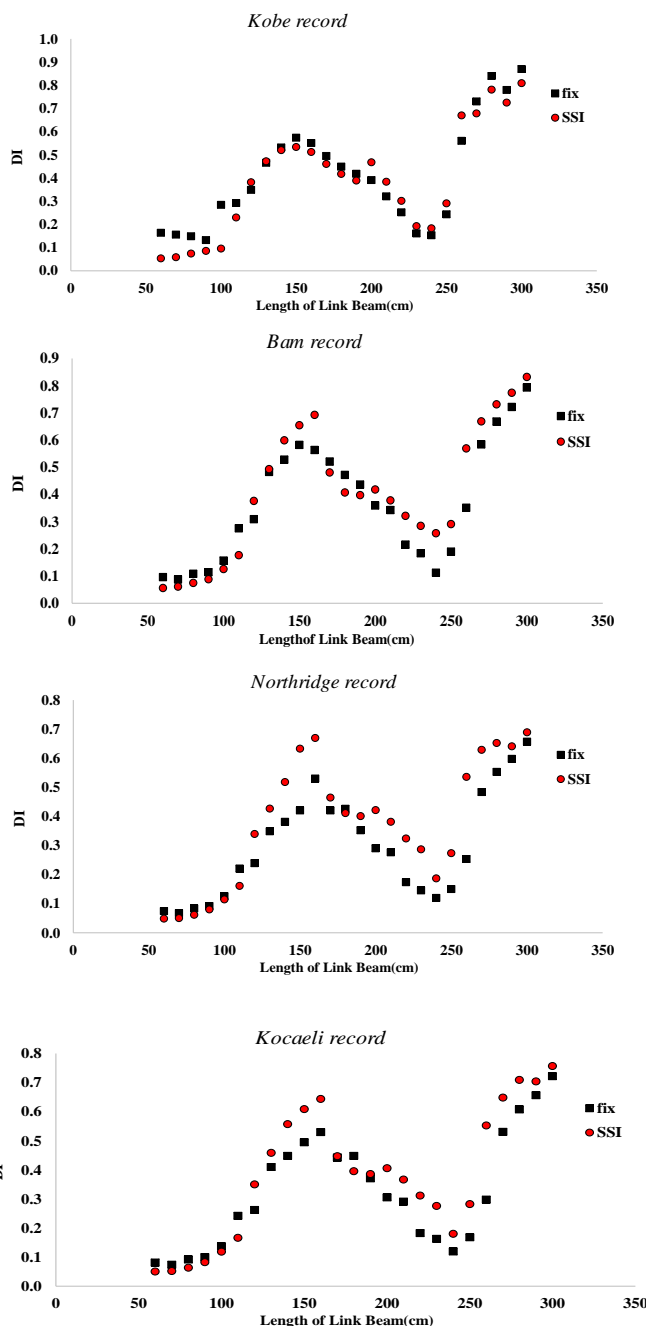 Kobe record
1.0
0.9
0.8
0.7
0.6
0.5
0.4
0.3
0.2
0.1
0.0
DI
0 50 100 150 200 250 300 350
Length of Link Beam(cm)
fix
SSI
Bam record
0.9
0.8
0.7
0.6
0.5
0.4
0.3
0.2
0.1
0.0
DI
0 50 100 150 200 250 300 350
Lengthof Link Beam(cm)
fix
SSI
Northridge record
0.8
0.7
0.6
0.5
0.4
0.3
0.2
0.1
0.0
DI
0 50 100 150 200 250 300 350
Length of Link Beam(cm)
fix
SSI
Kocaeli record
0.8
0.7
0.6
0.5
0.4
0.3
0.2
0.1
0.0
DI
0 50 100 150 200 250 300 350
Length of Link Beam(cm)
fix
SSI